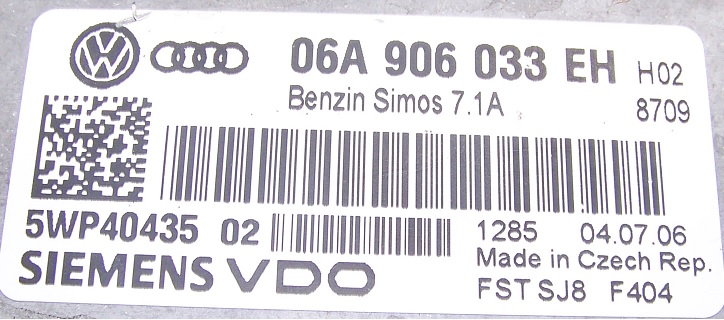 06A 906 033 EH H02
Benzin Simos 7.1A 8709
5WP40435 02 1285 04.07.06
Made in Czech Rep.
SIEMENS VDO
FST SJ8 F404